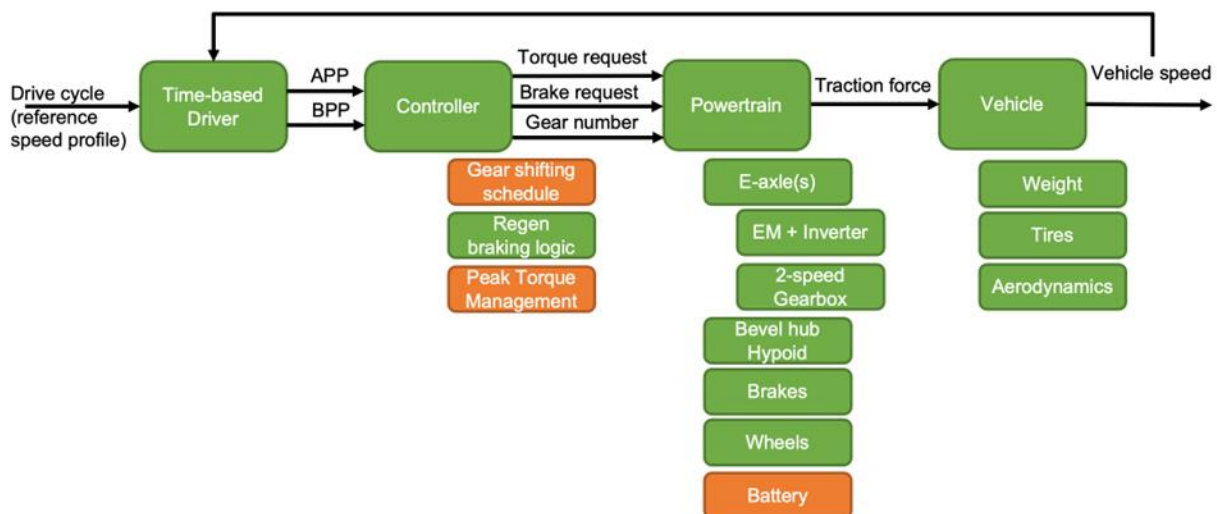 Drive cycle
(reference
speed profile)
Time-based
Driver
APP
BPP
Controller
Torque request
Brake request
Gear number
Powertrain
Traction force
Vehicle
Vehicle speed
Gear shifting
schedule
Regen
braking logic
Peak Torque
Management
E-axle(s)
EM + Inverter
2-speed
Gearbox
Bevel hub
Hypoid
Brakes
Wheels
Battery
Weight
Tires
Aerodynamics